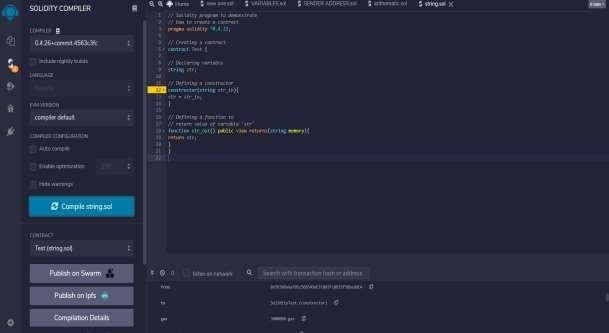 SOLIDITY COMPILER
COMPILER
0.4.26+commit.4563c3fc
Include nightly builds
LANGUAGE
EVM VERSION
compiler default
COMPILER CONFIGURATION
Auto compile
Enable optimization
200
Hide warnings
Compile string.sol
CONTRACT
Test (string.sol)
Publish on Swarm
Publish on Ipfs
Compilation Details
Home
VARIABLES.sol
SENDER ADDRESS.sol
arithmatic.sol
string.sol
1 // Solidity program to demonstrate
2 // how to create a contract
3 pragma solidity ^0.4.23;
4
5 // Creating a contract
6 contract Test {
7
8 // Declaring variable
9 string str;
10
11 // Defining a constructor
12 constructor(string str_in){
13 str = str_in;
14 }
15
16 // Defining a function to
17 // return value of variable 'str'
18 function str_out() public view returns(string memory){
19 return str;
20 }
21 }
22
0
listen on network
Search with transaction hash or address
from
to
Test.(constructor)
gas
3000000 gas